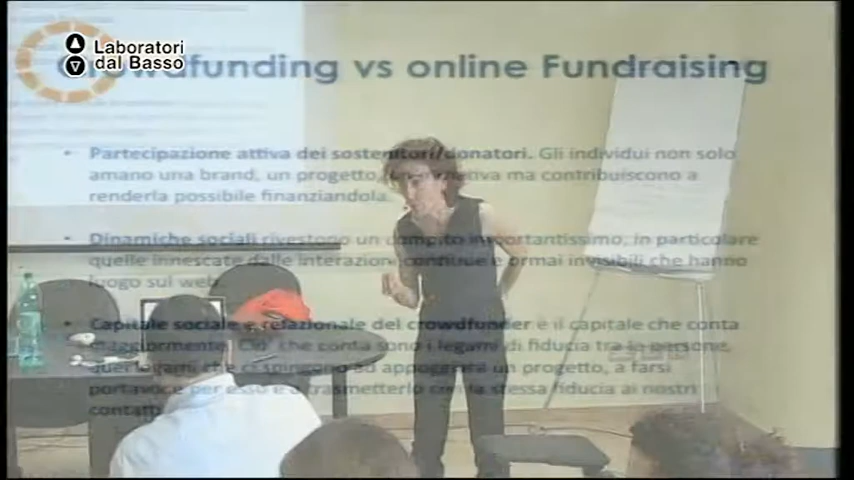 Laboratori
dal Basso
Crowdfunding vs online Fundraising
• Partecipazione attiva dei sostenitori/donatori. Gli individui non solo
amano una brand, un progetto, un'iniziativa ma contribuiscono a
renderla possibile finanziandola.
• Dinamiche sociali rivestono un compito importantissimo, in particolare
quelle innescate dalle interazioni continue e ormai invisibili che hanno
luogo sul web
• Capitale sociale e relazionale del crowdfunder è il capitale che conta
maggiormente. Ciò che conta sono i legami di fiducia tra le persone,
quei legami che ci spingono ad appoggiare un progetto, a farsi
portavoce per esso e a trasmetterlo con la stessa fiducia ai nostri
contatti